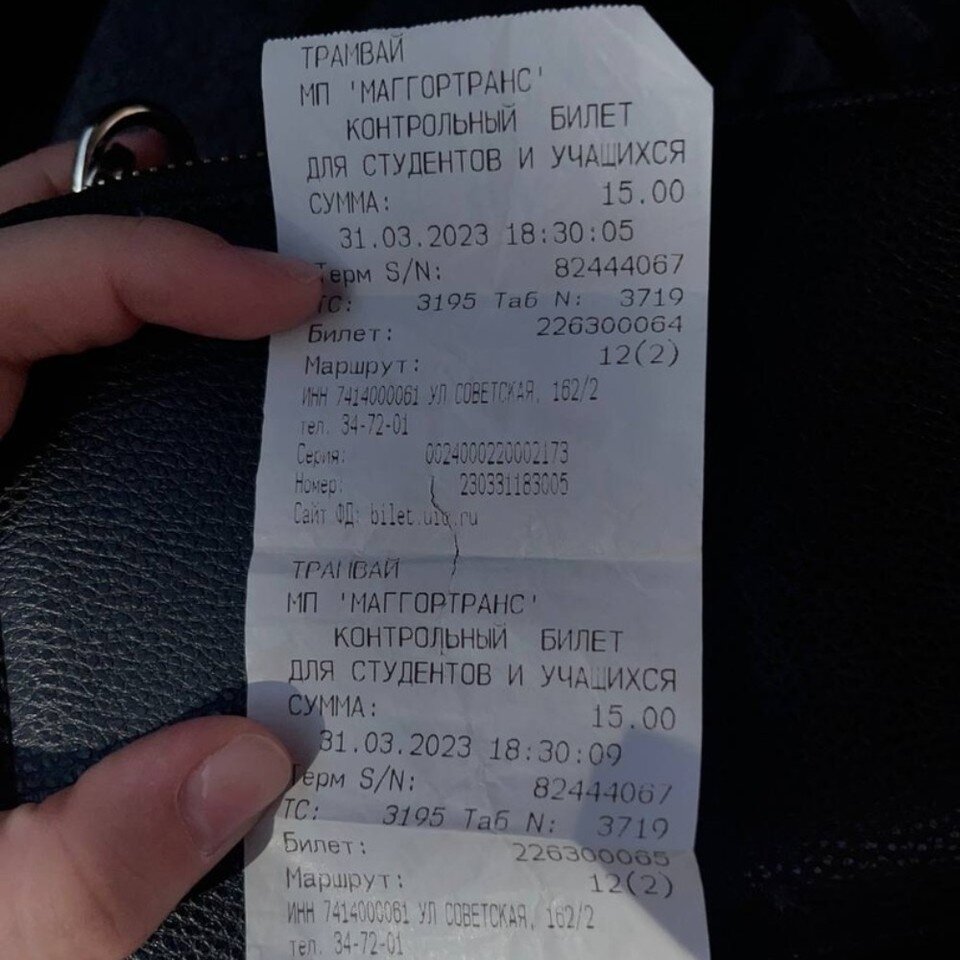 ТРАМВАЙ
МП 'МАГГОРТРАНС'
КОНТРОЛЬНЫЙ БИЛЕТ
ДЛЯ СТУДЕНТОВ И УЧАЩИХСЯ
СУММА: 15.00
31.03.2023 18:30:05
Терм S/N: 82444067
ТС: 3195 Таб N: 3719
Билет: 226300064
Маршрут: 12(2)
ИНН 7414000061 УЛ СОВЕТСКАЯ, 162/2
тел. 34-72-01
Серия: 0024000220002173
Номер: 230331183005
Сайт ФД:
ТРАМВАЙ
МП 'МАГГОРТРАНС'
КОНТРОЛЬНЫЙ БИЛЕТ
ДЛЯ СТУДЕНТОВ И УЧАЩИХСЯ
СУММА: 15.00
31.03.2023 18:30:09
Терм S/N: 82444067
ТС: 3195 Таб N: 3719
Билет: 226300065
Маршрут: 12(2)
ИНН 7414000061 УЛ СОВЕТСКАЯ, 162/2
тел. 34-72-01